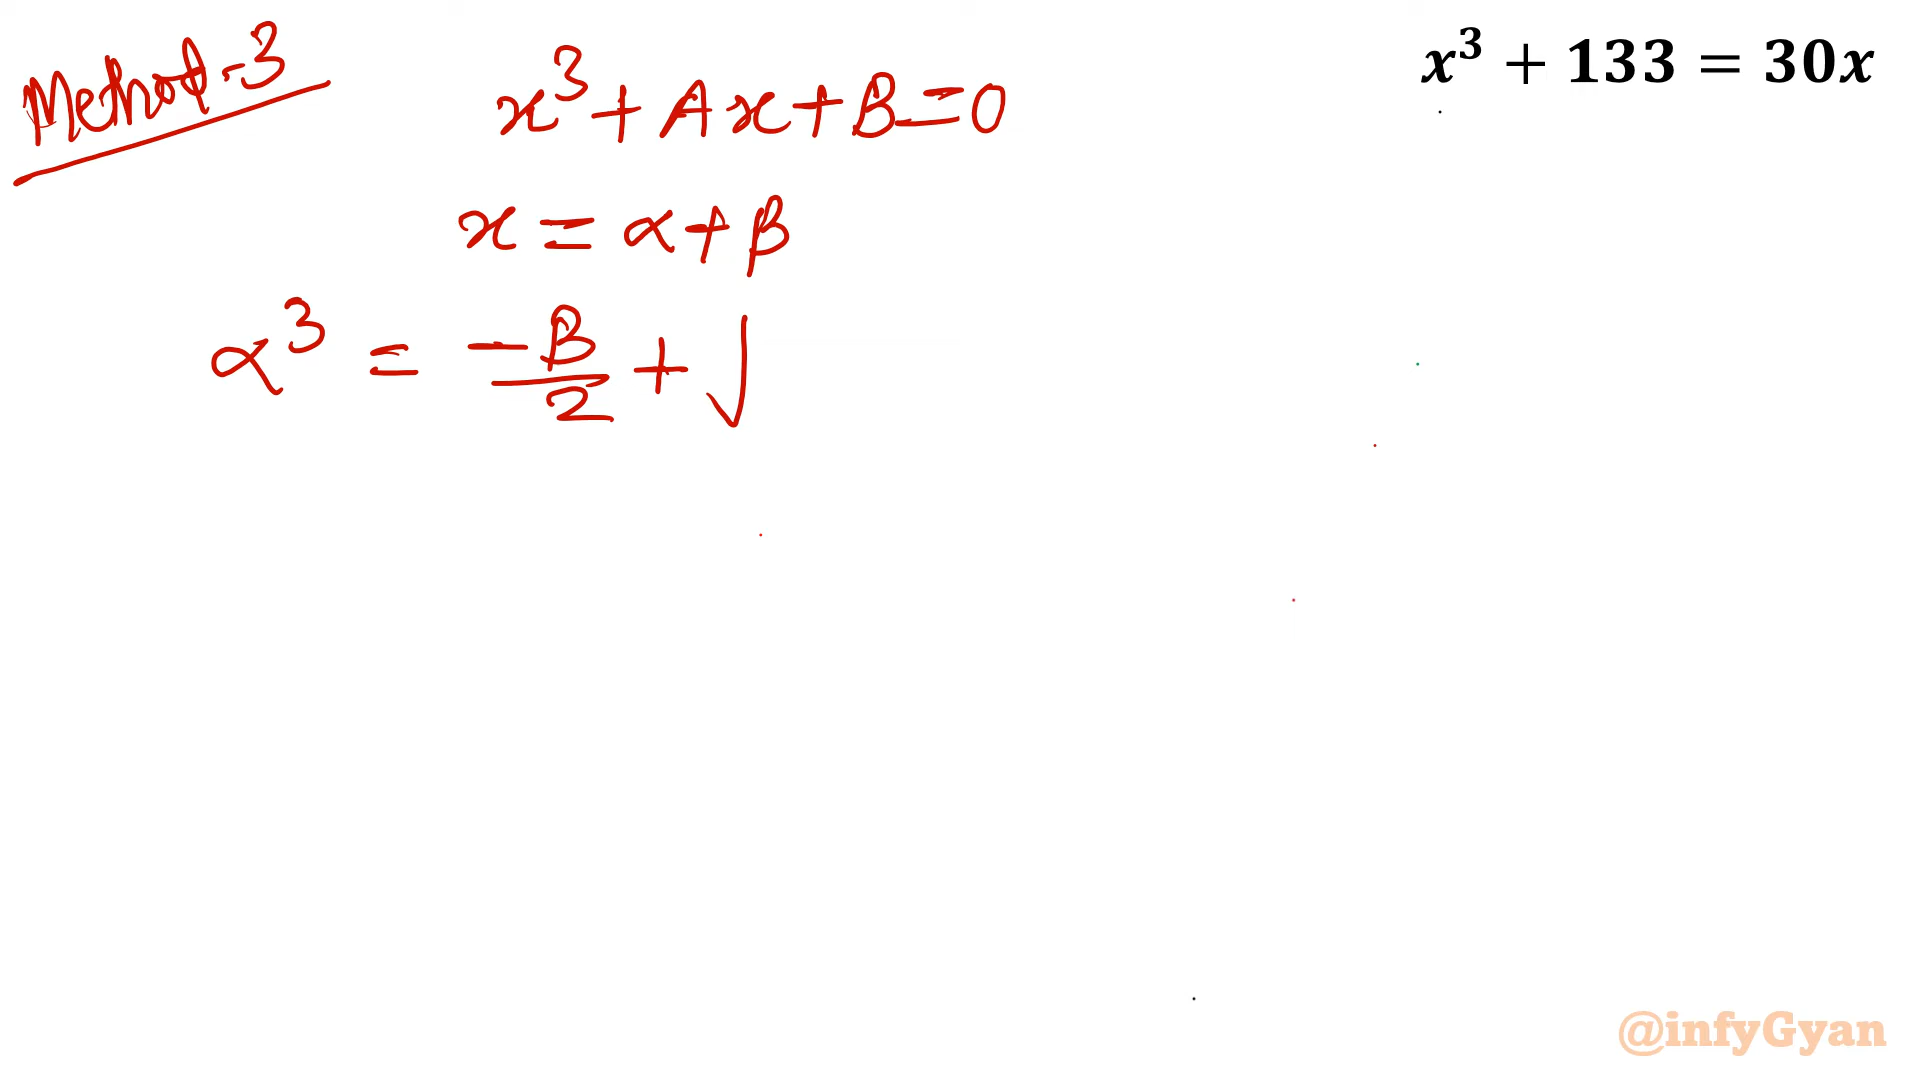 Method-3
x³ + 133 = 30x
x³ + Ax + B = 0
x = α + β
α³ = -B/2 + √
@infyGyan